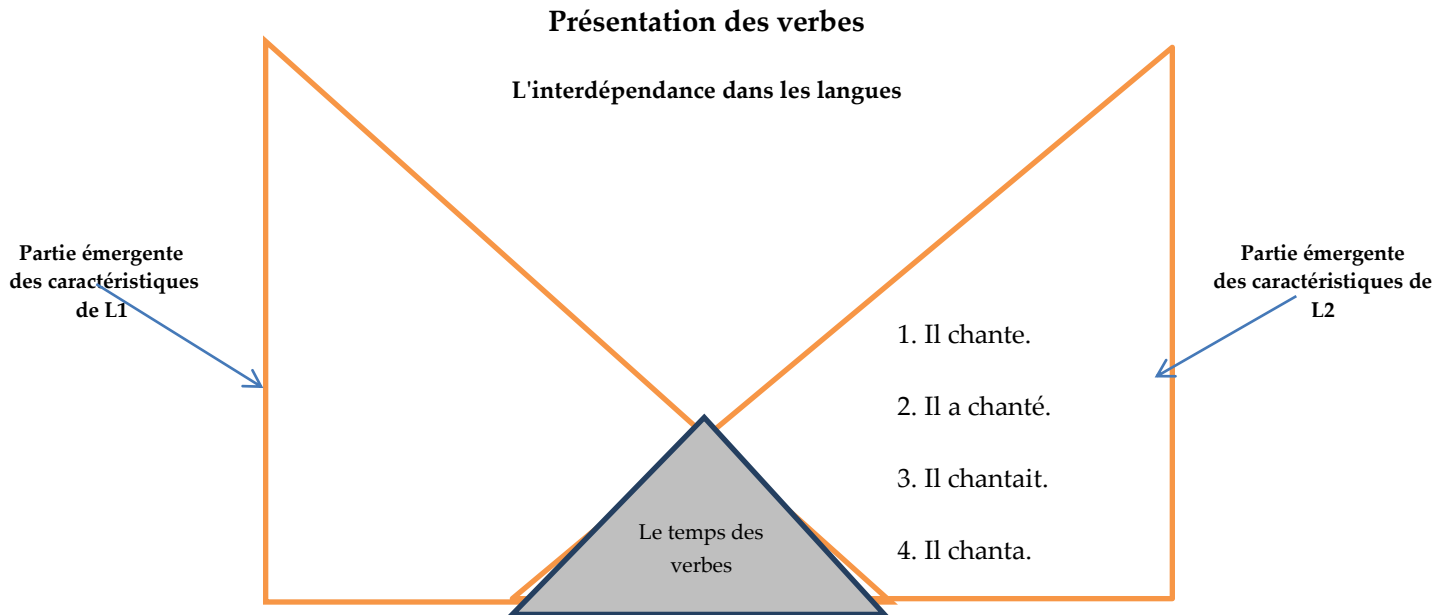 Présentation des verbes
L'interdépendance dans les langues
Partie émergente
des caractéristiques
de L1
Partie émergente
des caractéristiques de
L2
1. Il chante.
2. Il a chanté.
3. Il chantait.
4. Il chanta.
Le temps des
verbes